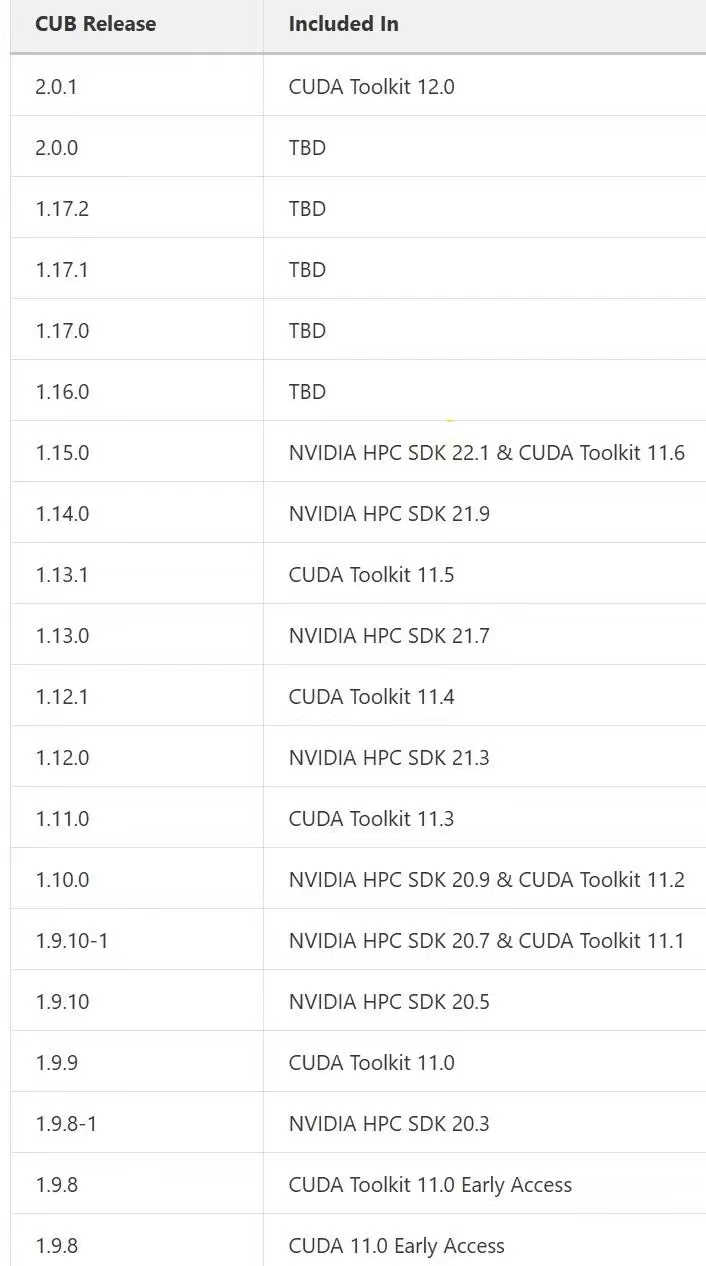 CUB Release Included In
2.0.1 CUDA Toolkit 12.0
2.0.0 TBD
1.17.2 TBD
1.17.1 TBD
1.17.0 TBD
1.16.0 TBD
1.15.0 NVIDIA HPC SDK 22.1 & CUDA Toolkit 11.6
1.14.0 NVIDIA HPC SDK 21.9
1.13.1 CUDA Toolkit 11.5
1.13.0 NVIDIA HPC SDK 21.7
1.12.1 CUDA Toolkit 11.4
1.12.0 NVIDIA HPC SDK 21.3
1.11.0 CUDA Toolkit 11.3
1.10.0 NVIDIA HPC SDK 20.9 & CUDA Toolkit 11.2
1.9.10-1 NVIDIA HPC SDK 20.7 & CUDA Toolkit 11.1
1.9.10 NVIDIA HPC SDK 20.5
1.9.9 CUDA Toolkit 11.0
1.9.8-1 NVIDIA HPC SDK 20.3
1.9.8 CUDA Toolkit 11.0 Early Access
1.9.8 CUDA 11.0 Early Access